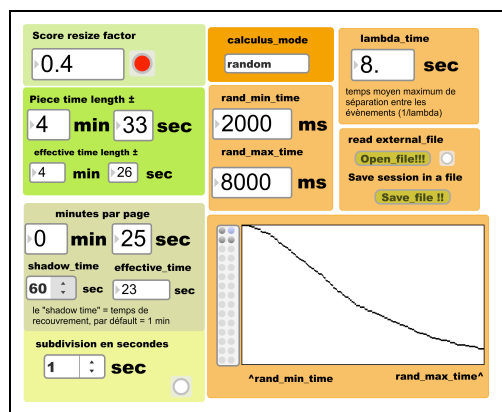 Score resize factor
0.4
Piece time length ±
4 min 33 sec
effective time length ±
4 min 26 sec
minutes par page
0 min 25 sec
shadow_time effective_time
60 sec 23 sec
le "shadow time" = temps de
recouvrement, par défault = 1 min
subdivision en secondes
1 sec
calculus_mode
random
rand_min_time
2000 ms
rand_max_time
8000 ms
lambda_time
8. sec
temps moyen maximum de
séparation entre les
évènements (1/lambda)
read external_file
Open_file!!!
Save session in a file
Save_file !!
^rand_min_time rand_max_time^